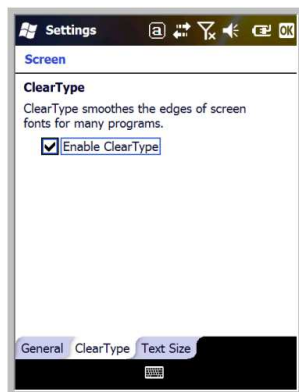 Settings a OK
Screen
ClearType
ClearType smoothes the edges of screen
fonts for many programs.
Enable ClearType
General ClearType Text Size